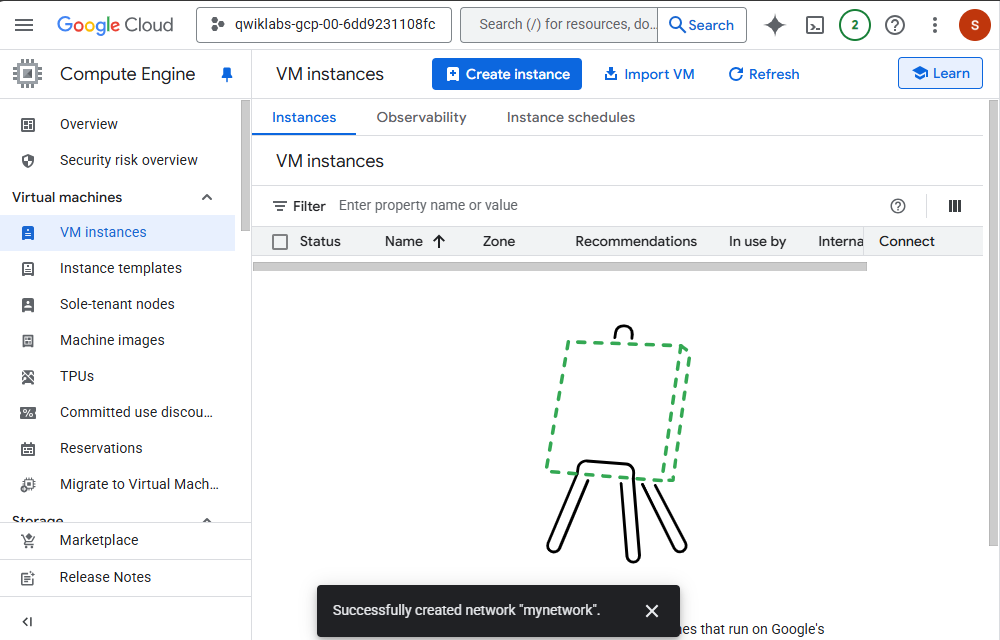 Google Cloud
qwiklabs-gcp-00-6dd9231108fc
Search (/) for resources, do...
Search
2
S
Compute Engine
VM instances
Create instance
Import VM
Refresh
Learn
Overview
Security risk overview
Virtual machines
VM instances
Instance templates
Sole-tenant nodes
Machine images
TPUs
Committed use discou...
Reservations
Migrate to Virtual Mach...
Storage
Marketplace
Release Notes
Instances
Observability
Instance schedules
VM instances
Filter
Enter property name or value
Status
Name
Zone
Recommendations
In use by
Interna
Connect
Successfully created network "mynetwork".
that run on Google's